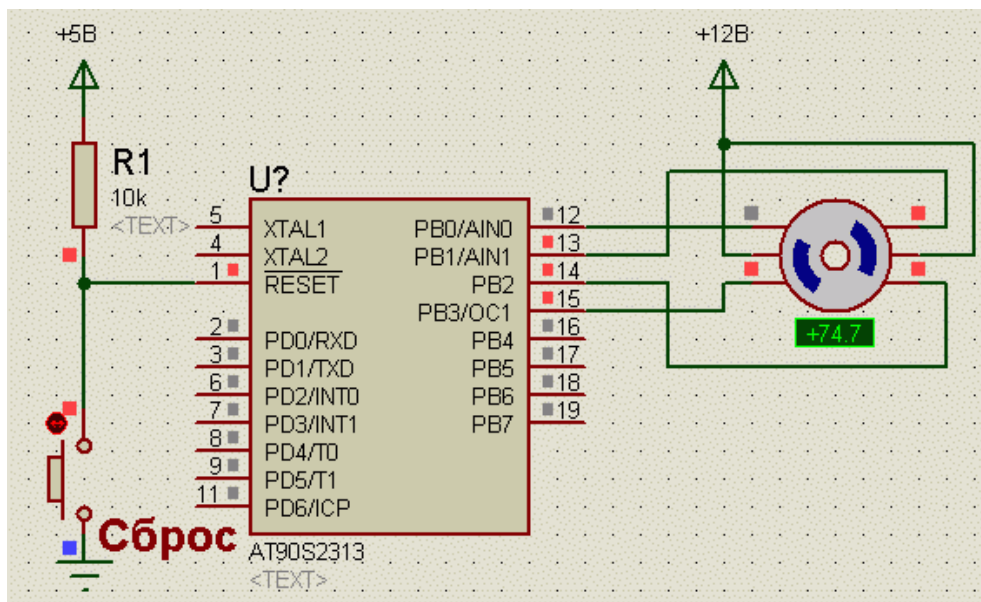 +5В
+12В
R1
10k
<TEXT>
U?
5 XTAL1
4 XTAL2
1 RESET
2 PD0/RXD
3 PD1/TXD
6 PD2/INT0
7 PD3/INT1
8 PD4/T0
9 PD5/T1
11 PD6/ICP
PB0/AIN0 12
PB1/AIN1 13
PB2 14
PB3/OC1 15
PB4 16
PB5 17
PB6 18
PB7 19
AT90S2313
<TEXT>
+74.7
Сброс